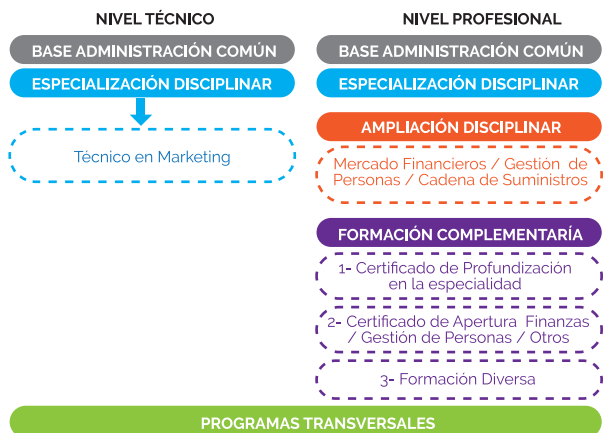 NIVEL TÉCNICO
BASE ADMINISTRACIÓN COMÚN
ESPECIALIZACIÓN DISCIPLINAR
Técnico en Marketing
NIVEL PROFESIONAL
BASE ADMINISTRACIÓN COMÚN
ESPECIALIZACIÓN DISCIPLINAR
AMPLIACIÓN DISCIPLINAR
Mercado Financieros / Gestión de
Personas / Cadena de Suministros
FORMACIÓN COMPLEMENTARÍA
1- Certificado de Profundización
en la especialidad
2- Certificado de Apertura Finanzas
/ Gestión de Personas / Otros
3- Formación Diversa
PROGRAMAS TRANSVERSALES